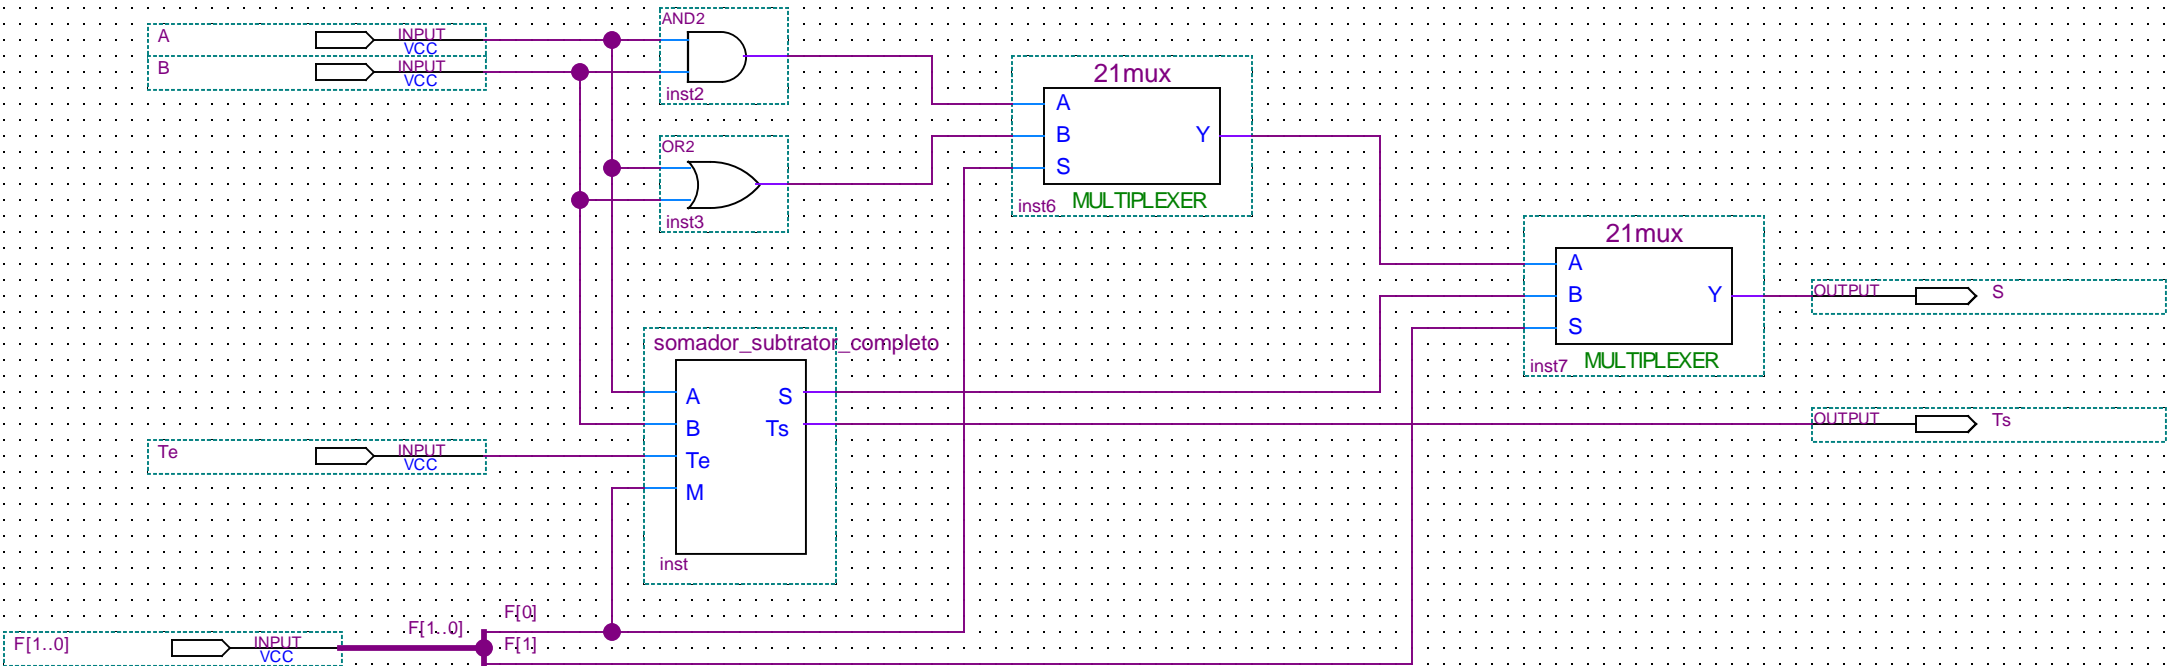 A INPUT
VCC
B INPUT
VCC
AND2
inst2
OR2
inst3
21mux
A
B Y
S
inst6 MULTIPLEXER
21mux
A
B Y
S
inst7 MULTIPLEXER
OUTPUT S
somador_subtrator_completo
A S
B Ts
Te
M
inst
OUTPUT Ts
Te INPUT
VCC
F[1..0] INPUT
VCC
F[1..0]
F[0]
F[1]